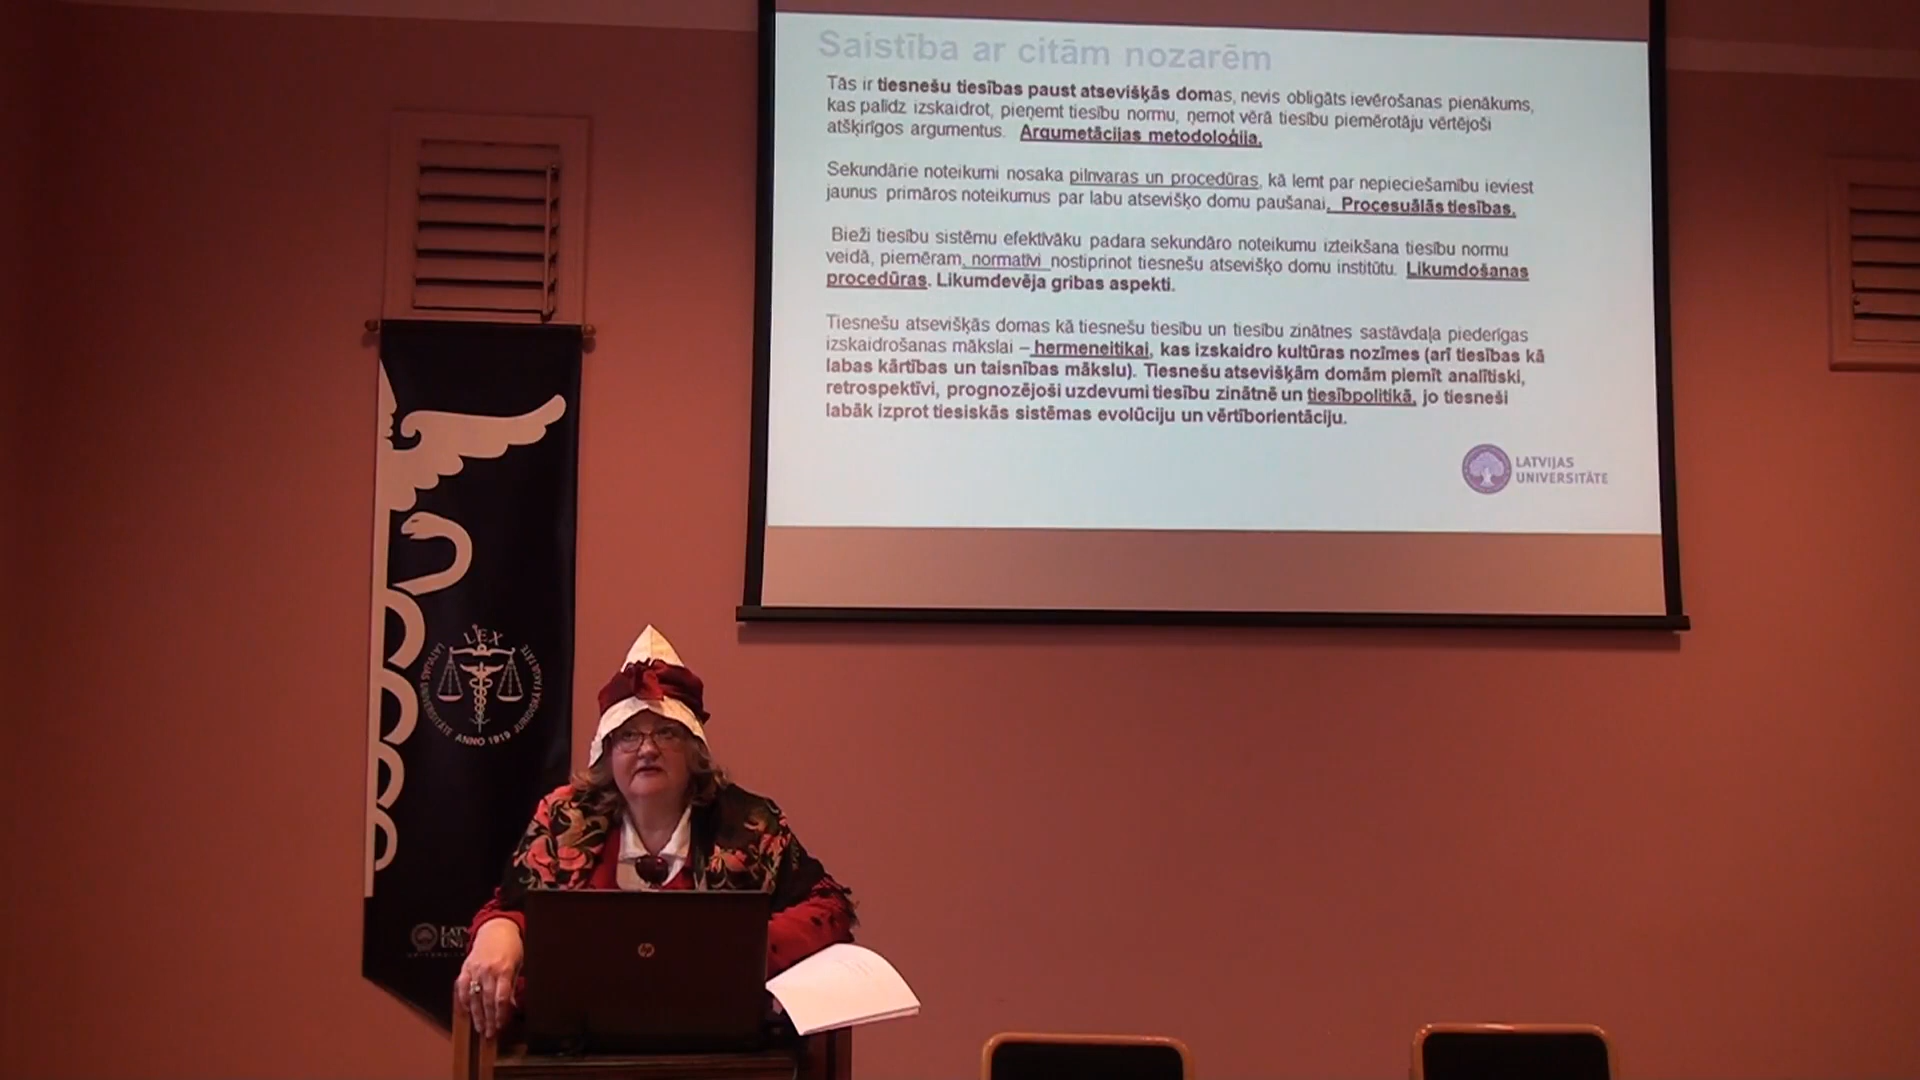 Saistība ar citām nozarēm
Tās ir tiesnešu tiesības paust atsevišķās domas, nevis obligāts ievērošanas pienākums,
kas palīdz izskaidrot, pieņemt tiesību normu, ņemot vērā tiesību piemērotāju vērtējoši
atšķirīgos argumentus. Argumetācijas metodoloģija.
Sekundārie noteikumi nosaka pilnvaras un procedūras, kā lemt par nepieciešamību ieviest
jaunus primāros noteikumus par labu atsevišķo domu paušanai. Procesuālās tiesības.
Bieži tiesību sistēmu efektīvāku padara sekundāro noteikumu izteikšana tiesību normu
veidā, piemēram, normatīvi nostiprinot tiesnešu atsevišķo domu institūtu. Likumdošanas
procedūras. Likumdevēja gribas aspekti.
Tiesnešu atsevišķās domas kā tiesnešu tiesību un tiesību zinātnes sastāvdaļa piederīgas
izskaidrošanas mākslai – hermeneitikai, kas izskaidro kultūras nozīmes (arī tiesības kā
labas kārtības un taisnības mākslu). Tiesnešu atsevišķām domām piemīt analītiski,
retrospektīvi, prognozējoši uzdevumi tiesību zinātnē un tiesībpolitikā, jo tiesneši
labāk izprot tiesiskās sistēmas evolūciju un vērtīborientāciju.
LATVIJAS
UNIVERSITĀTE
LEX
LATVIJAS UNIVERSITĀTE ANNO 1919 JURIDISKĀ FAKULTĀTE
hp